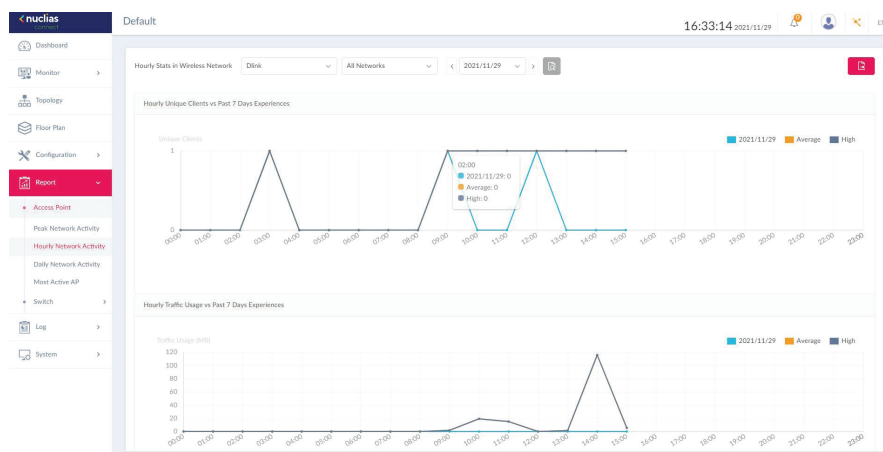 nuclias
connect
Default
16:33:14 2021/11/29
0
Dashboard
Monitor
Topology
Floor Plan
Configuration
Report
Access Point
Peak Network Activity
Hourly Network Activity
Daily Network Activity
Most Active AP
Switch
Log
System
Hourly Stats in Wireless Network Dlink All Networks 2021/11/29
Hourly Unique Clients vs Past 7 Days Experiences
Unique Clients
2021/11/29 Average High
1
0
02:00
2021/11/29: 0
Average: 0
High: 0
00:00 01:00 02:00 03:00 04:00 05:00 06:00 07:00 08:00 09:00 10:00 11:00 12:00 13:00 14:00 15:00 16:00 17:00 18:00 19:00 20:00 21:00 22:00 23:00
Hourly Traffic Usage vs Past 7 Days Experiences
Traffic Usage (MB)
2021/11/29 Average High
120
100
80
60
40
20
0
00:00 01:00 02:00 03:00 04:00 05:00 06:00 07:00 08:00 09:00 10:00 11:00 12:00 13:00 14:00 15:00 16:00 17:00 18:00 19:00 20:00 21:00 22:00 23:00